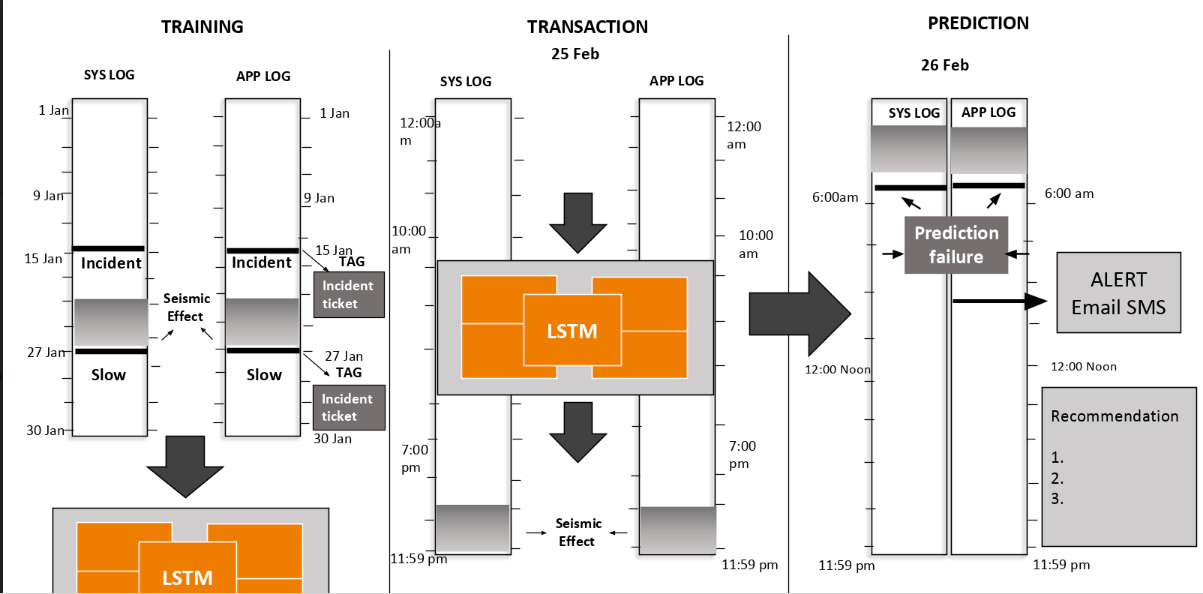 TRAINING
SYS LOG
APP LOG
1 Jan
1 Jan
9 Jan
9 Jan
15 Jan
15 Jan
Incident
Incident
TAG
Incident
ticket
Seismic
Effect
27 Jan
27 Jan
TAG
Slow
Slow
Incident
ticket
30 Jan
30 Jan
LSTM
TRANSACTION
25 Feb
SYS LOG
APP LOG
12:00a
m
12:00
am
10:00
am
10:00
am
LSTM
7:00
pm
7:00
pm
Seismic
Effect
11:59 pm
11:59 pm
PREDICTION
26 Feb
SYS LOG
APP LOG
6:00am
6:00 am
Prediction
failure
ALERT
Email SMS
12:00 Noon
12:00 Noon
Recommendation
1.
2.
3.
11:59 pm
11:59 pm